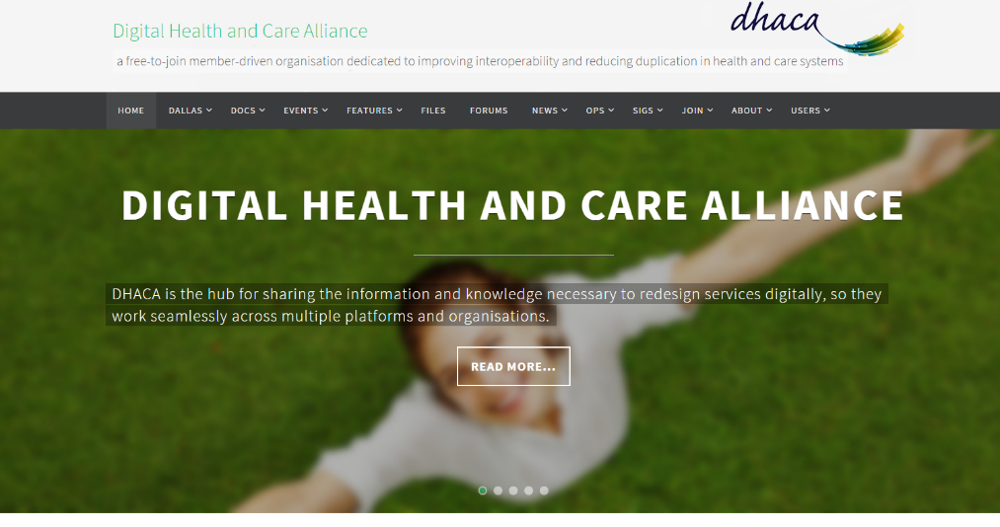 Digital Health and Care Alliance
dhaca
a free-to-join member-driven organisation dedicated to improving interoperability and reducing duplication in health and care systems
HOME DALLAS DOCS EVENTS FEATURES FILES FORUMS NEWS OPS SIGS JOIN ABOUT USERS
DIGITAL HEALTH AND CARE ALLIANCE
DHACA is the hub for sharing the information and knowledge necessary to redesign services digitally, so they
work seamlessly across multiple platforms and organisations.
READ MORE...